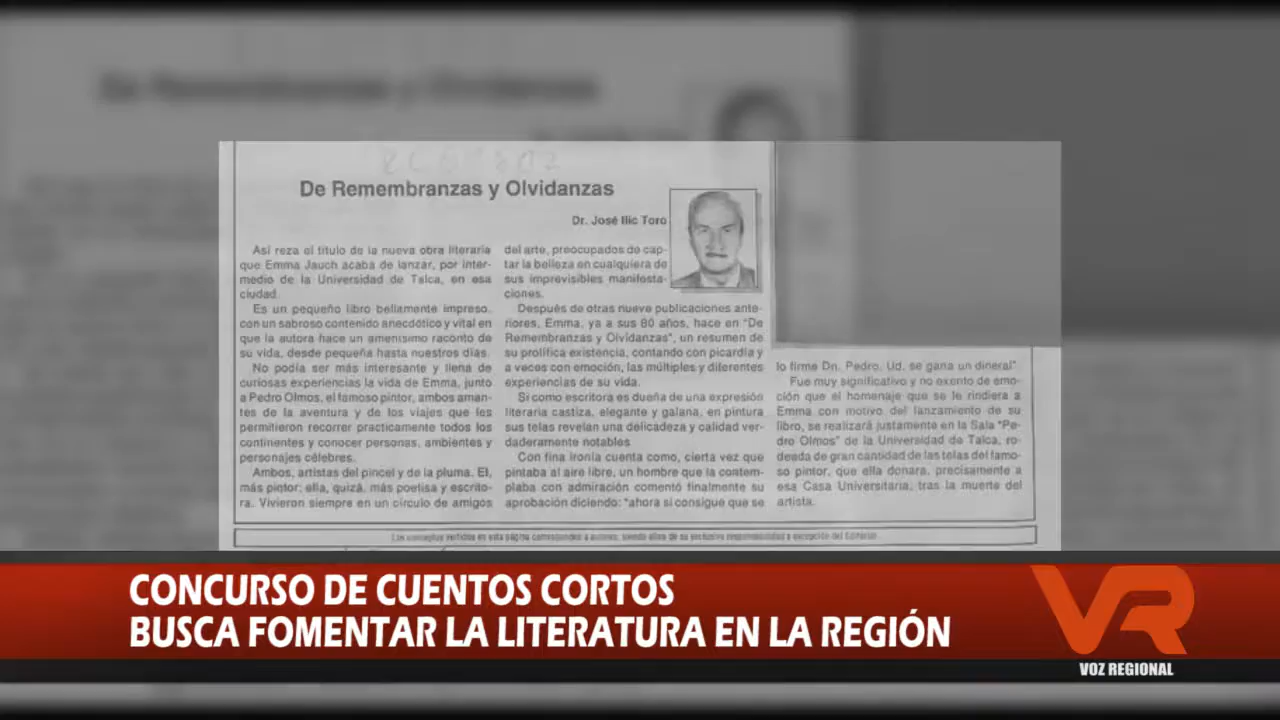 De Remembranzas y Olvidanzas
Dr. José Ilic Toro
Así reza el título de la nueva obra literaria
que Emma Jauch acaba de lanzar, por inter-
medio de la Universidad de Talca, en esa
ciudad.
Es un pequeño libro bellamente impreso,
con un sabroso contenido anecdótico y vital en
que la autora hace un amenísimo raconto de
su vida, desde pequeña hasta nuestros días.
No podía ser más interesante y llena de
curiosas experiencias la vida de Emma, junto
a Pedro Olmos, el famoso pintor, ambos aman-
tes de la aventura y de los viajes que les
permitieron recorrer practicamente todos los
continentes y conocer personas, ambientes y
personajes célebres.
Ambos, artistas del pincel y de la pluma. El,
más pintor; ella, quizá, más poetisa y escrito-
ra. Vivieron siempre en un círculo de amigos
del arte, preocupados de cap-
tar la belleza en cualquiera de
sus imprevisibles manifesta-
ciones.
Después de otras nueve publicaciones ante-
riores, Emma, ya a sus 80 años, hace en "De
Remembranzas y Olvidanzas", un resumen de
su prolífica existencia, contando con picardía y
a veces con emoción, las múltiples y diferentes
experiencias de su vida.
Si como escritora es dueña de una expresión
literaria castiza, elegante y galana, en pintura
sus telas revelan una delicadeza y calidad ver-
daderamente notables
Con fina ironía cuenta como, cierta vez que
pintaba al aire libre, un hombre que la contem-
plaba con admiración comentó finalmente su
aprobación diciendo: "ahora si consigue que se
lo firme Dn. Pedro, Ud. se gana un dineral".
Fue muy significativo y no exento de emo-
ción que el homenaje que se le rindiera a
Emma con motivo del lanzamiento de su
libro, se realizará justamente en la Sala "Pe-
dro Olmos" de la Universidad de Talca, ro-
deada de gran cantidad de las telas del famo-
so pintor, que ella donara, precisamente a
esa Casa Universitaria, tras la muerte del
artista.
Los conceptos vertidos en esta página corresponden a
CONCURSO DE CUENTOS CORTOS
BUSCA FOMENTAR LA LITERATURA EN LA REGIÓN
VR
VOZ REGIONAL